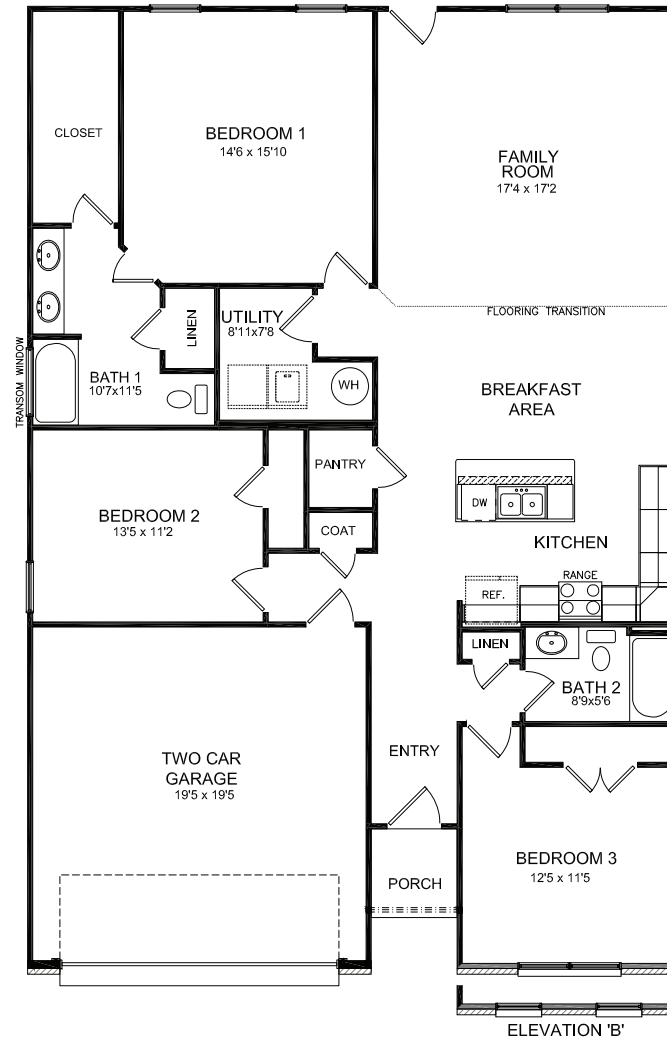 CLOSET
BEDROOM 1
14'6 x 15'10
FAMILY
ROOM
17'4 x 17'2
FLOORING TRANSITION
UTILITY
8'11x7'8
LINEN
WH
TRANSOM WINDOW
BATH 1
10'7x11'5
BREAKFAST
AREA
PANTRY
DW
BEDROOM 2
13'5 x 11'2
COAT
KITCHEN
RANGE
REF.
LINEN
BATH 2
8'9x5'6
ENTRY
TWO CAR
GARAGE
19'5 x 19'5
PORCH
BEDROOM 3
12'5 x 11'5
ELEVATION 'B'